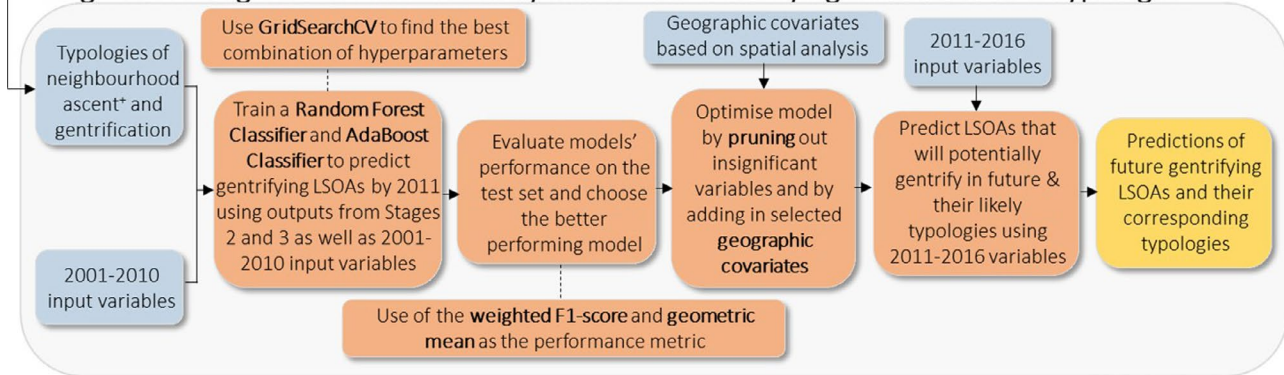 Typologies of
neighbourhood
ascent⁺ and
gentrification
2001-2010
input variables
Use GridSearchCV to find the best
combination of hyperparameters
Train a Random Forest
Classifier and AdaBoost
Classifier to predict
gentrifying LSOAs by 2011
using outputs from Stages
2 and 3 as well as 2001-
2010 input variables
Evaluate models’
performance on the
test set and choose
the better
performing model
Use of the weighted F1-score and geometric
mean as the performance metric
Geographic covariates
based on spatial analysis
Optimise model
by pruning out
insignificant
variables and by
adding in selected
geographic
covariates
2011-2016
input variables
Predict LSOAs that
will potentially
gentrify in future &
their likely
typologies using
2011-2016 variables
Predictions of
future gentrifying
LSOAs and their
corresponding
typologies